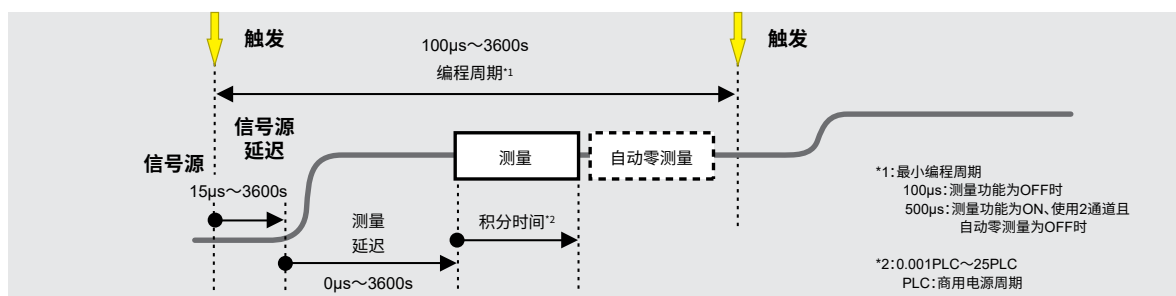 触发
触发
100μs～3600s
编程周期*1
信号源
延迟
信号源
测量
自动零测量
15μs～3600s
测量
延迟
积分时间*2
0μs～3600s
*1：最小编程周期
100μs：测量功能为OFF时
500μs：测量功能为ON、使用2通道且
自动零测量为OFF时
*2：0.001PLC～25PLC
PLC：商用电源周期